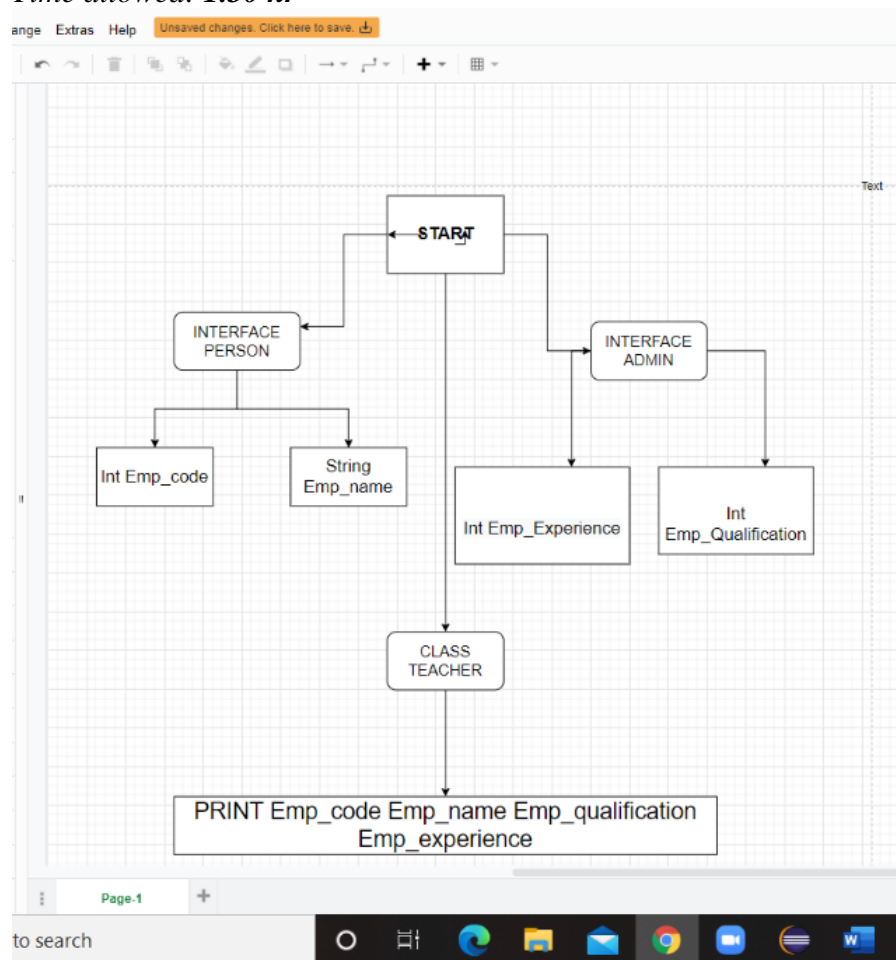 Time allowed: 1.30 hr
ange Extras Help Unsaved changes. Click here to save.
Text
START
INTERFACE
PERSON
INTERFACE
ADMIN
Int Emp_code
String
Emp_name
Int Emp_Experience
Int
Emp_Qualification
CLASS
TEACHER
PRINT Emp_code Emp_name Emp_qualification
Emp_experience
Page-1
to search